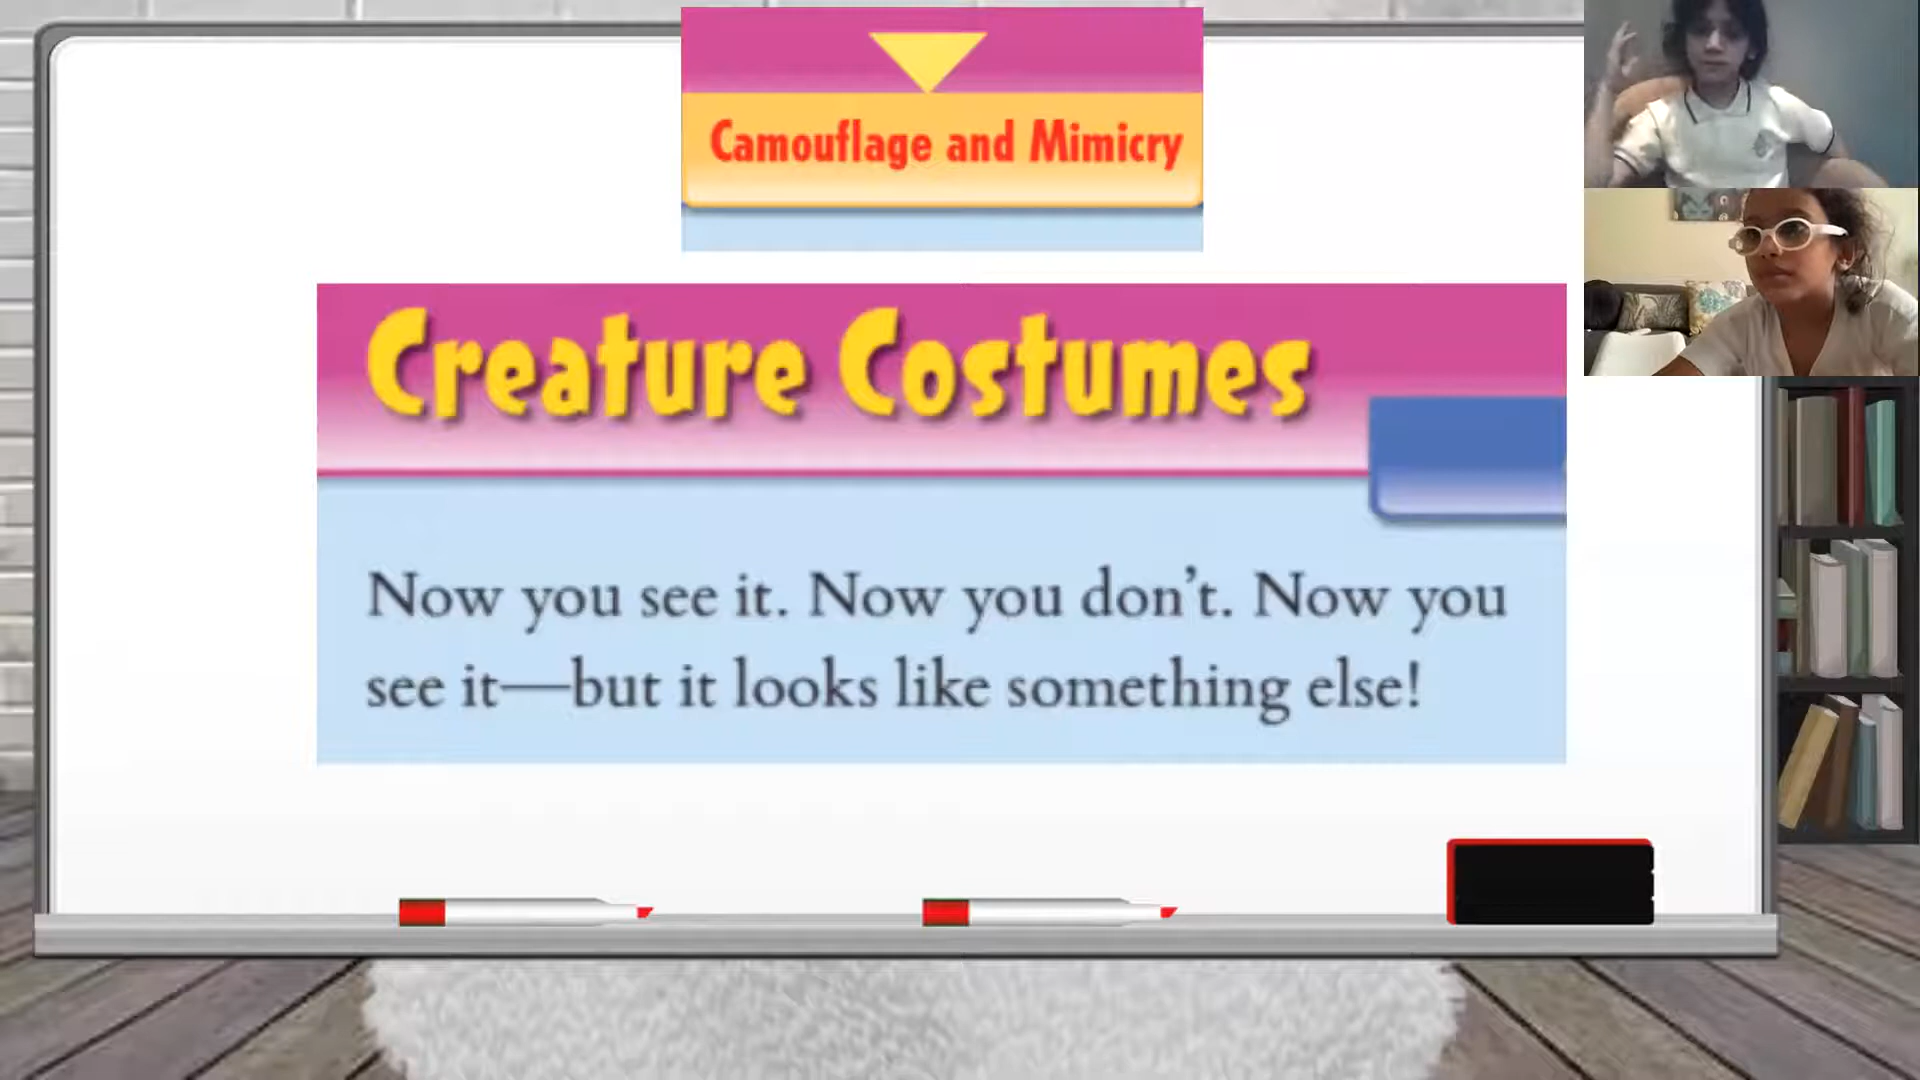 Camouflage and Mimicry
Creature Costumes
Now you see it. Now you don’t. Now you
see it—but it looks like something else!